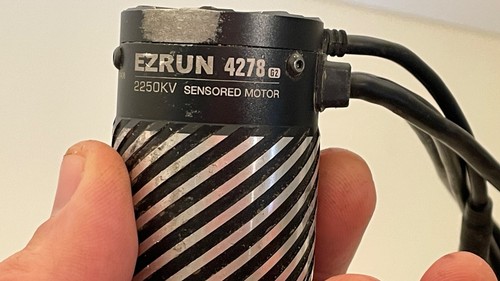 EZRUN 4278 G2
2250KV SENSORED MOTOR